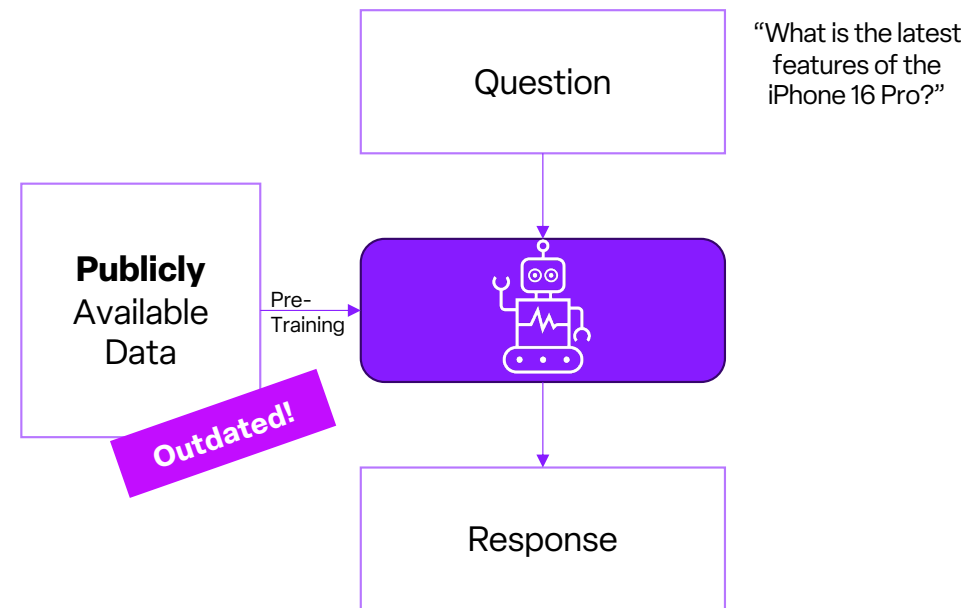 Question
“What is the latest
features of the
iPhone 16 Pro?”
Publicly
Available
Data
Pre-
Training
Outdated!
Response